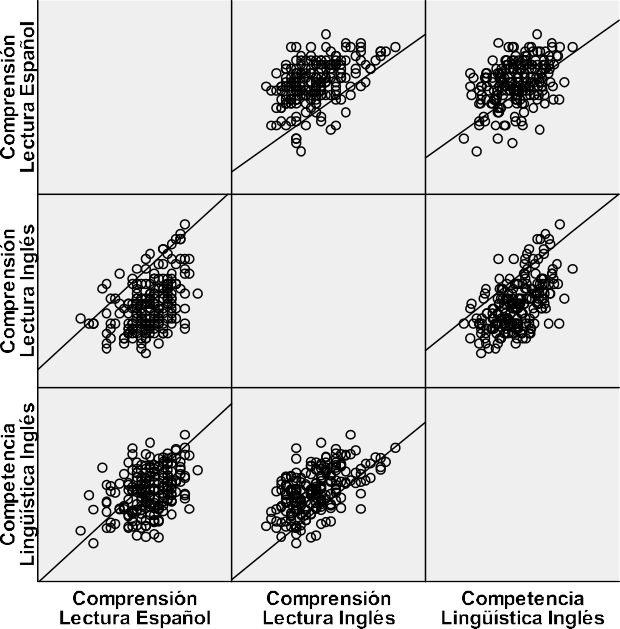 Comprensión
Lectura Español
Comprensión
Lectura Inglés
Competencia
Lingüística Inglés
Comprensión
Lectura Español
Comprensión
Lectura Inglés
Competencia
Lingüística Inglés